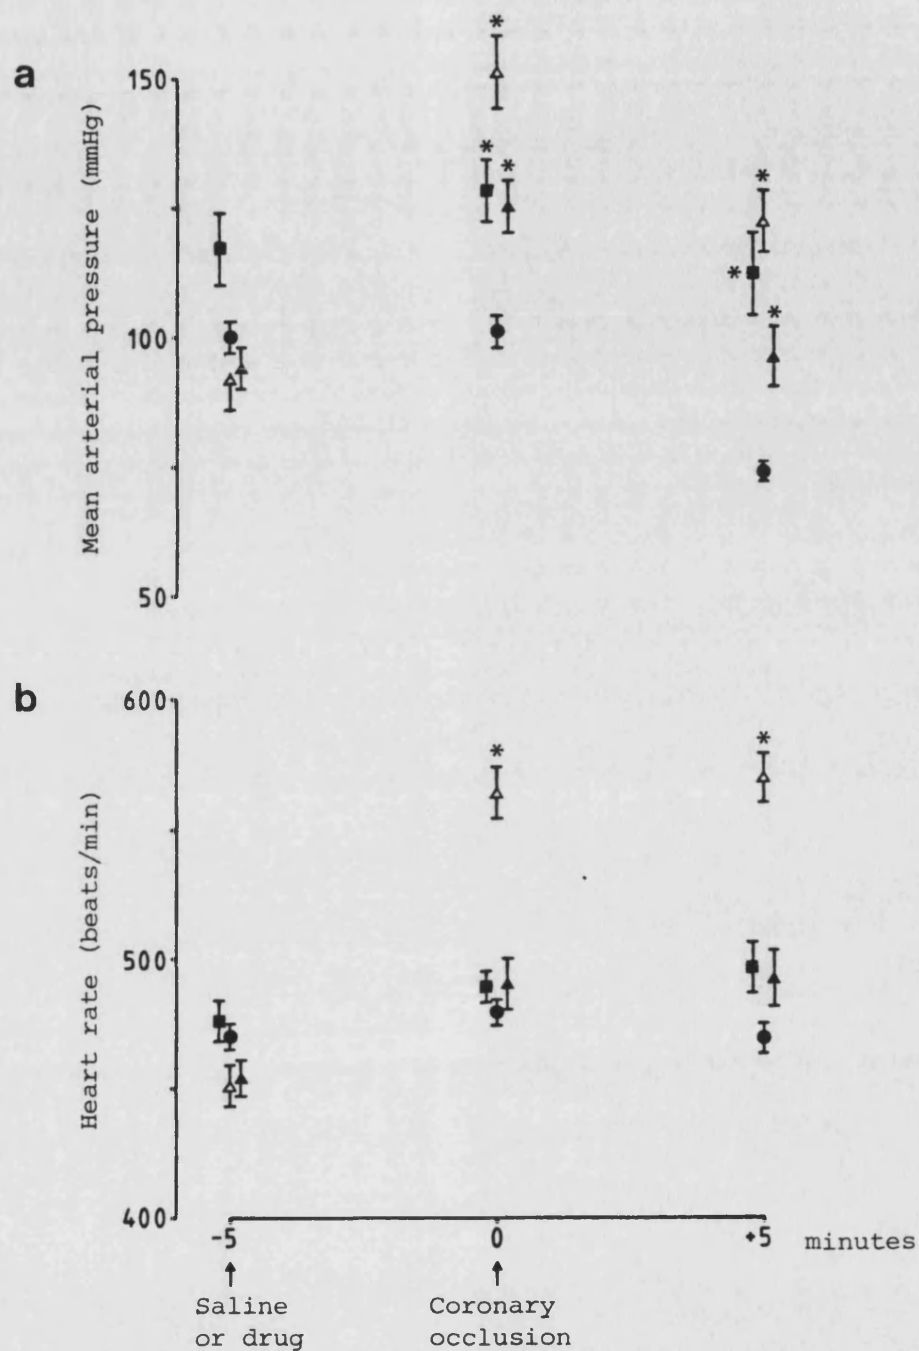 a
Mean arterial pressure (mmHg)
150
100
50
*
*
*
*
*
*
b
Heart rate (beats/min)
600
500
400
*
*
-5
0
+5
minutes
Saline
or drug
Coronary
occlusion